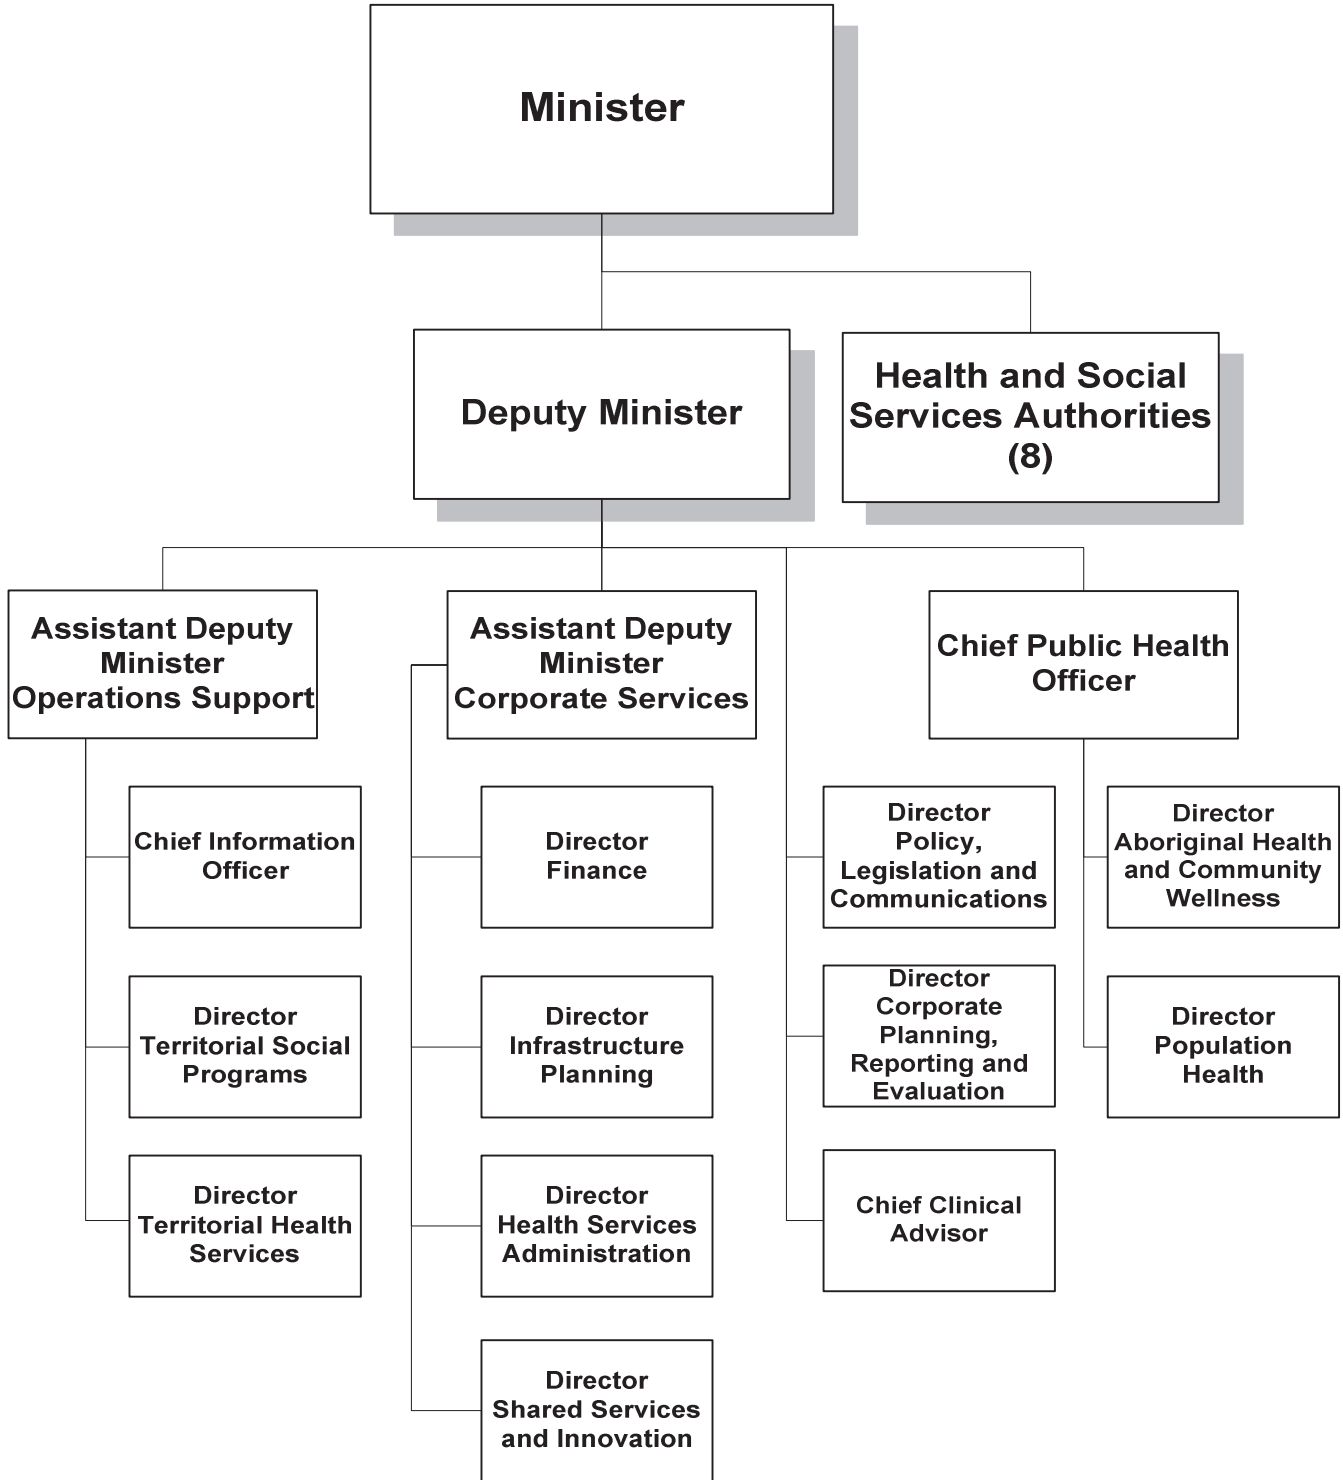 Minister
Deputy Minister
Health and Social
Services Authorities
(8)
Assistant Deputy
Minister
Operations Support
Assistant Deputy
Minister
Corporate Services
Chief Public Health
Officer
Chief Information
Officer
Director
Territorial Social
Programs
Director
Territorial Health
Services
Director
Finance
Director
Infrastructure
Planning
Director
Health Services
Administration
Director
Shared Services
and Innovation
Director
Policy,
Legislation and
Communications
Director
Corporate
Planning,
Reporting and
Evaluation
Chief Clinical
Advisor
Director
Aboriginal Health
and Community
Wellness
Director
Population
Health